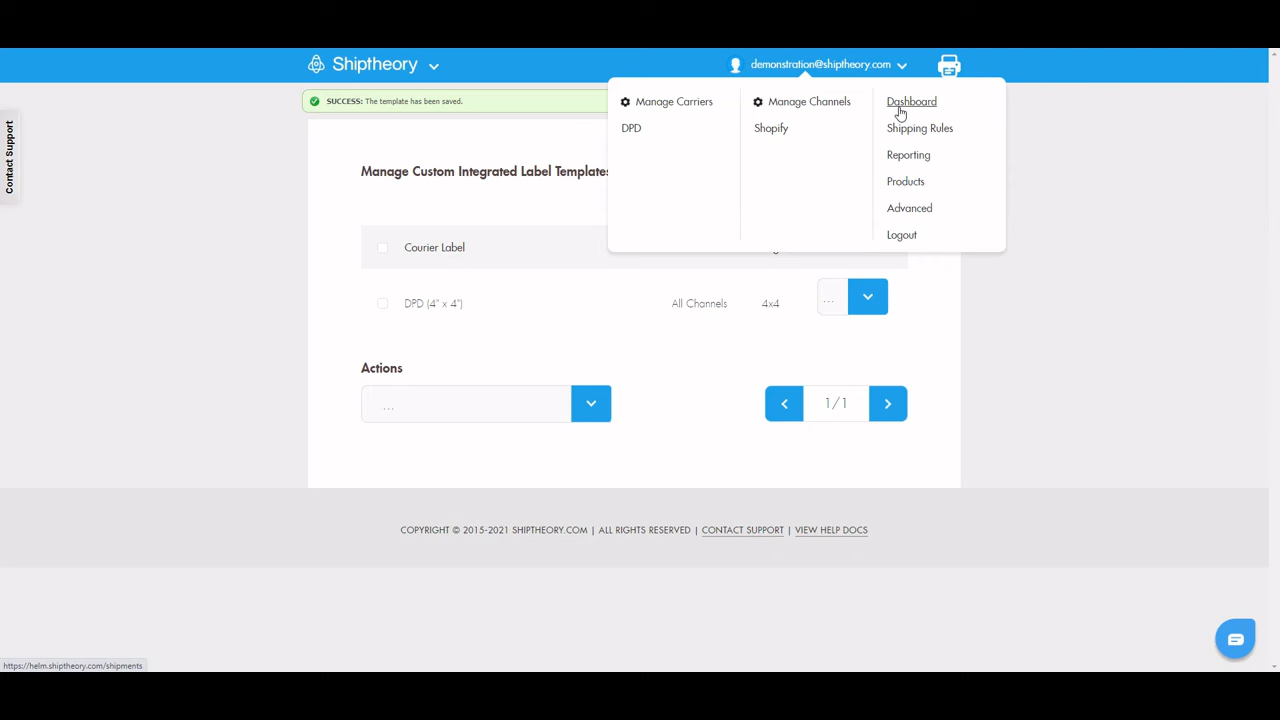 Shiptheory
demonstration@shiptheory.com
SUCCESS: The template has been saved.
Manage Carriers
DPD
Manage Channels
Shopify
Dashboard
Shipping Rules
Reporting
Products
Advanced
Logout
Contact Support
Manage Custom Integrated Label Templates
Courier Label
DPD (4" x 4") All Channels 4x4 ...
Actions
... 1/1
COPYRIGHT © 2015-2021 SHIPTHEORY.COM | ALL RIGHTS RESERVED | CONTACT SUPPORT | VIEW HELP DOCS
https://helm.shiptheory.com/shipments